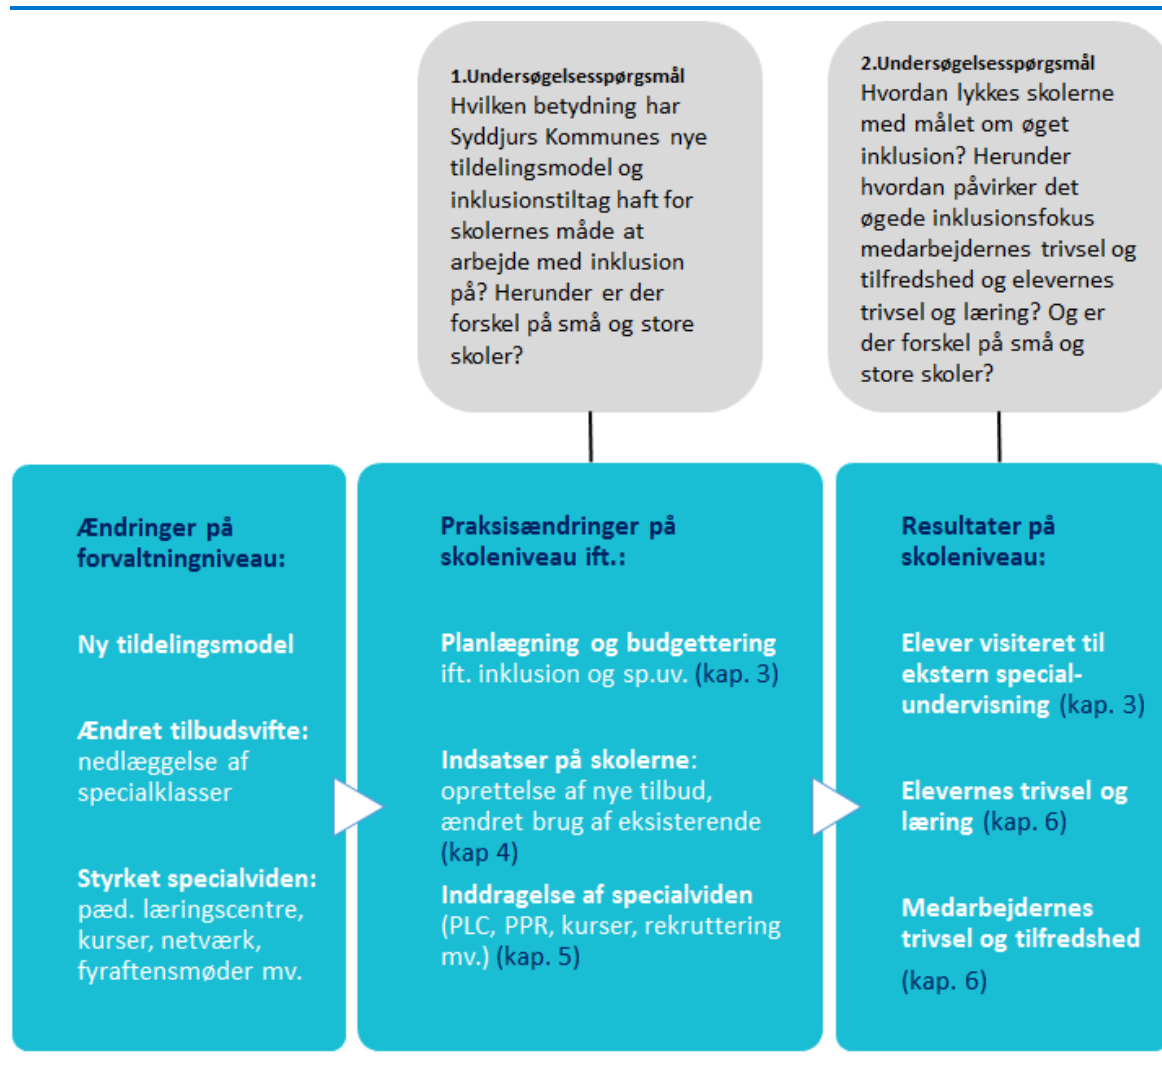 1.Undersøgelsesspørgsmål
Hvilken betydning har
Syddjurs Kommunes nye
tildelingsmodel og
inklusionstiltag haft for
skolernes måde at
arbejde med inklusion
på? Herunder er der
forskel på små og store
skoler?
2.Undersøgelsesspørgsmål
Hvordan lykkes skolerne
med målet om øget
inklusion? Herunder
hvordan påvirker det
øgede inklusionsfokus
medarbejdernes trivsel og
tilfredshed og elevernes
trivsel og læring? Og er
der forskel på små og
store skoler?
Ændringer på
forvaltningniveau:
Ny tildelingsmodel
Ændret tilbudsvifte:
nedlæggelse af
specialklasser
Styrket specialviden:
pæd. læringscentre,
kurser, netværk,
fyraftensmøder mv.
Praksisændringer på
skoleniveau ift.:
Planlægning og budgettering
ift. inklusion og sp.uv. (kap. 3)
Indsatser på skolerne:
oprettelse af nye tilbud,
ændret brug af eksisterende
(kap 4)
Inddragelse af specialviden
(PLC, PPR, kurser, rekruttering
mv.) (kap. 5)
Resultater på
skoleniveau:
Elever visiteret til
ekstern special-
undervisning (kap. 3)
Elevernes trivsel og
læring (kap. 6)
Medarbejdernes
trivsel og tilfredshed
(kap. 6)